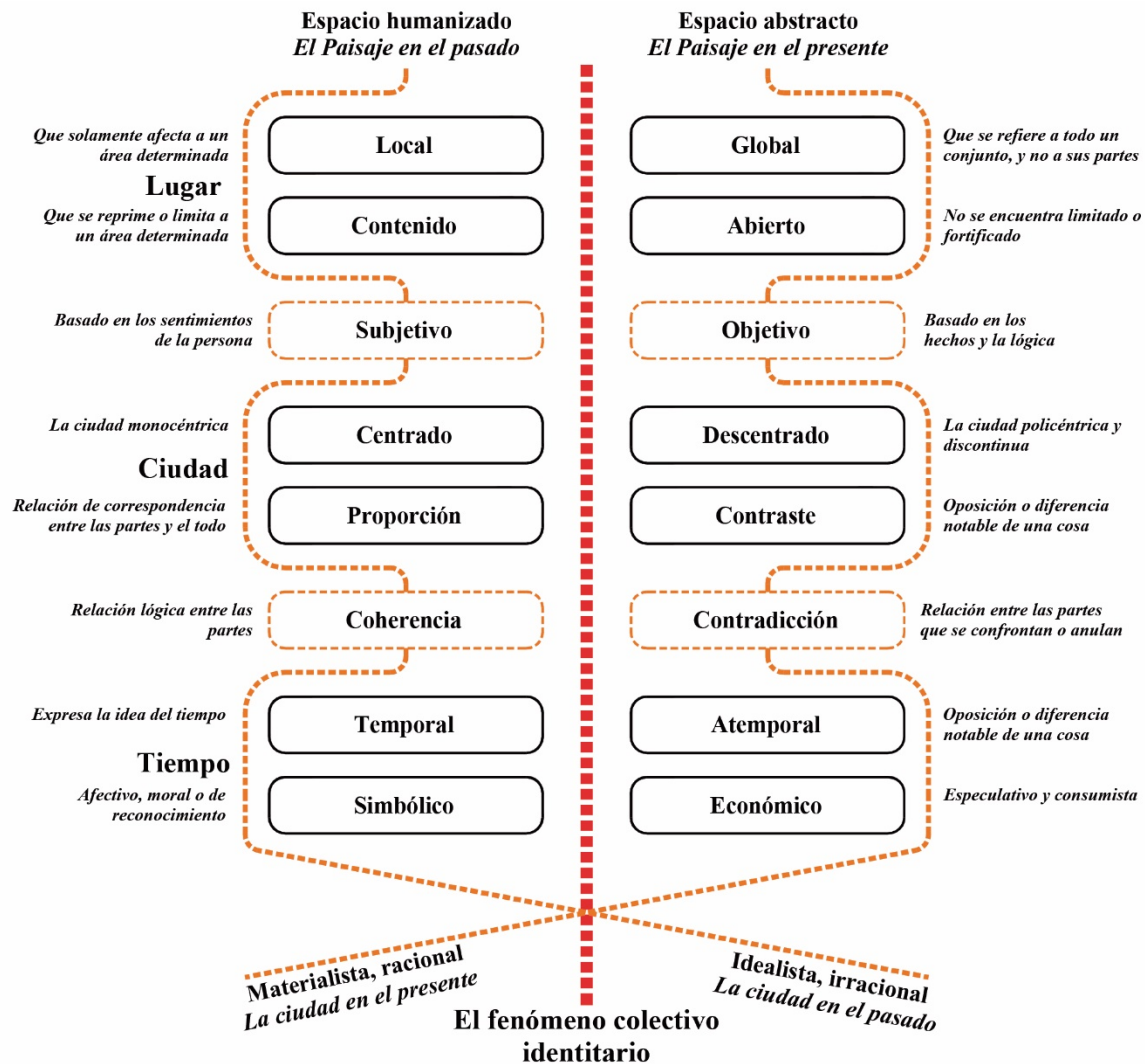 Espacio humanizado
El Paisaje en el pasado
Espacio abstracto
El Paisaje en el presente
Que solamente afecta a un
área determinada
Local
Global
Que se refiere a todo un
conjunto, y no a sus partes
Lugar
Que se reprime o limita a
un área determinada
Contenido
Abierto
No se encuentra limitado o
fortificado
Basado en los sentimientos
de la persona
Subjetivo
Objetivo
Basado en los
hechos y la lógica
La ciudad monocéntrica
Centrado
Descentrado
La ciudad policéntrica y
discontinua
Ciudad
Relación de correspondencia
entre las partes y el todo
Proporción
Contraste
Oposición o diferencia
notable de una cosa
Relación lógica entre las
partes
Coherencia
Contradicción
Relación entre las partes
que se confrontan o anulan
Expresa la idea del tiempo
Temporal
Atemporal
Oposición o diferencia
notable de una cosa
Tiempo
Afectivo, moral o de
reconocimiento
Simbólico
Económico
Especulativo y consumista
Materialista, racional
La ciudad en el presente
Idealista, irracional
La ciudad en el pasado
El fenómeno colectivo
identitario